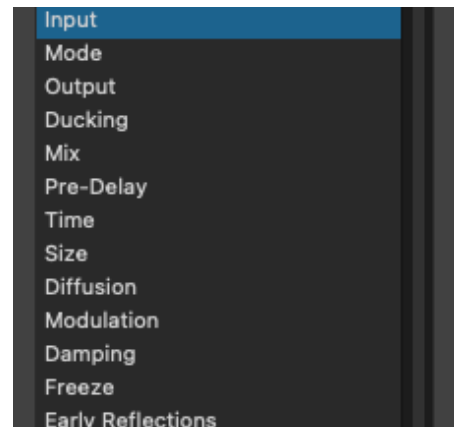 Input
Mode
Output
Ducking
Mix
Pre-Delay
Time
Size
Diffusion
Modulation
Damping
Freeze
Early Reflections